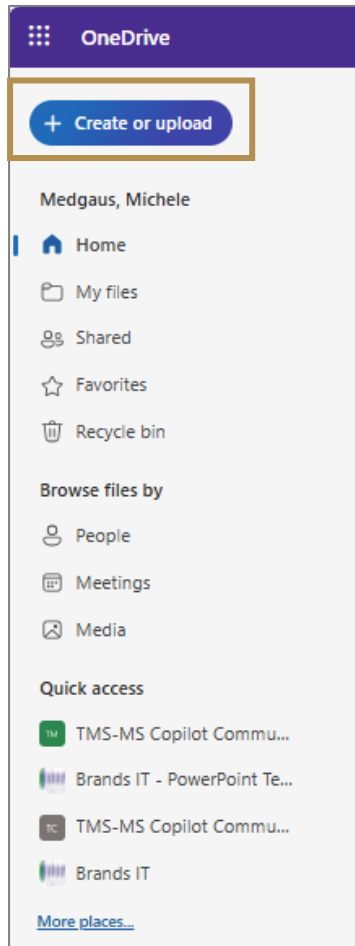 OneDrive
+ Create or upload
Medgaus, Michele
Home
My files
Shared
Favorites
Recycle bin
Browse files by
People
Meetings
Media
Quick access
TM TMS-MS Copilot Commu...
Brands IT - PowerPoint Te...
TC TMS-MS Copilot Commu...
Brands IT
More places...